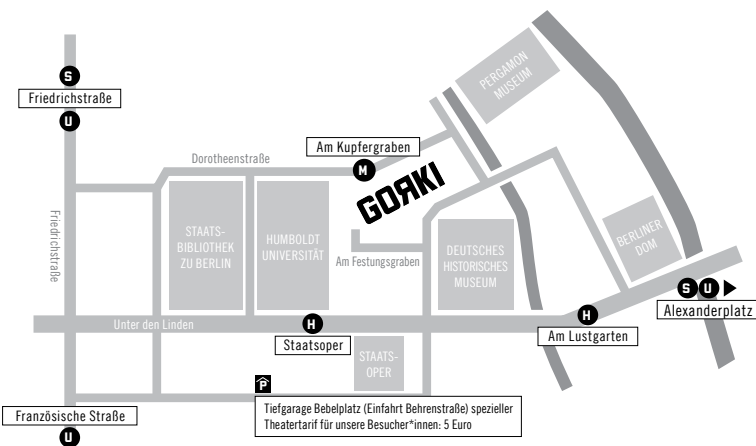 S
Friedrichstraße
U
PERGAMON
MUSEUM
Am Kupfergraben
Dorotheenstraße
M
GORKI
Friedrichstraße
STAATS-
BIBLIOTHEK
ZU BERLIN
HUMBOLDT
UNIVERSITÄT
Am Festungsgraben
DEUTSCHES
HISTORISCHES
MUSEUM
BERLINER
DOM
S U
Alexanderplatz
Unter den Linden
H
Staatsoper
H
Am Lustgarten
STAATS-
OPER
P
Tiefgarage Bebelplatz (Einfahrt Behrenstraße) spezieller
Theatertarif für unsere Besucher*innen: 5 Euro
Französische Straße
U